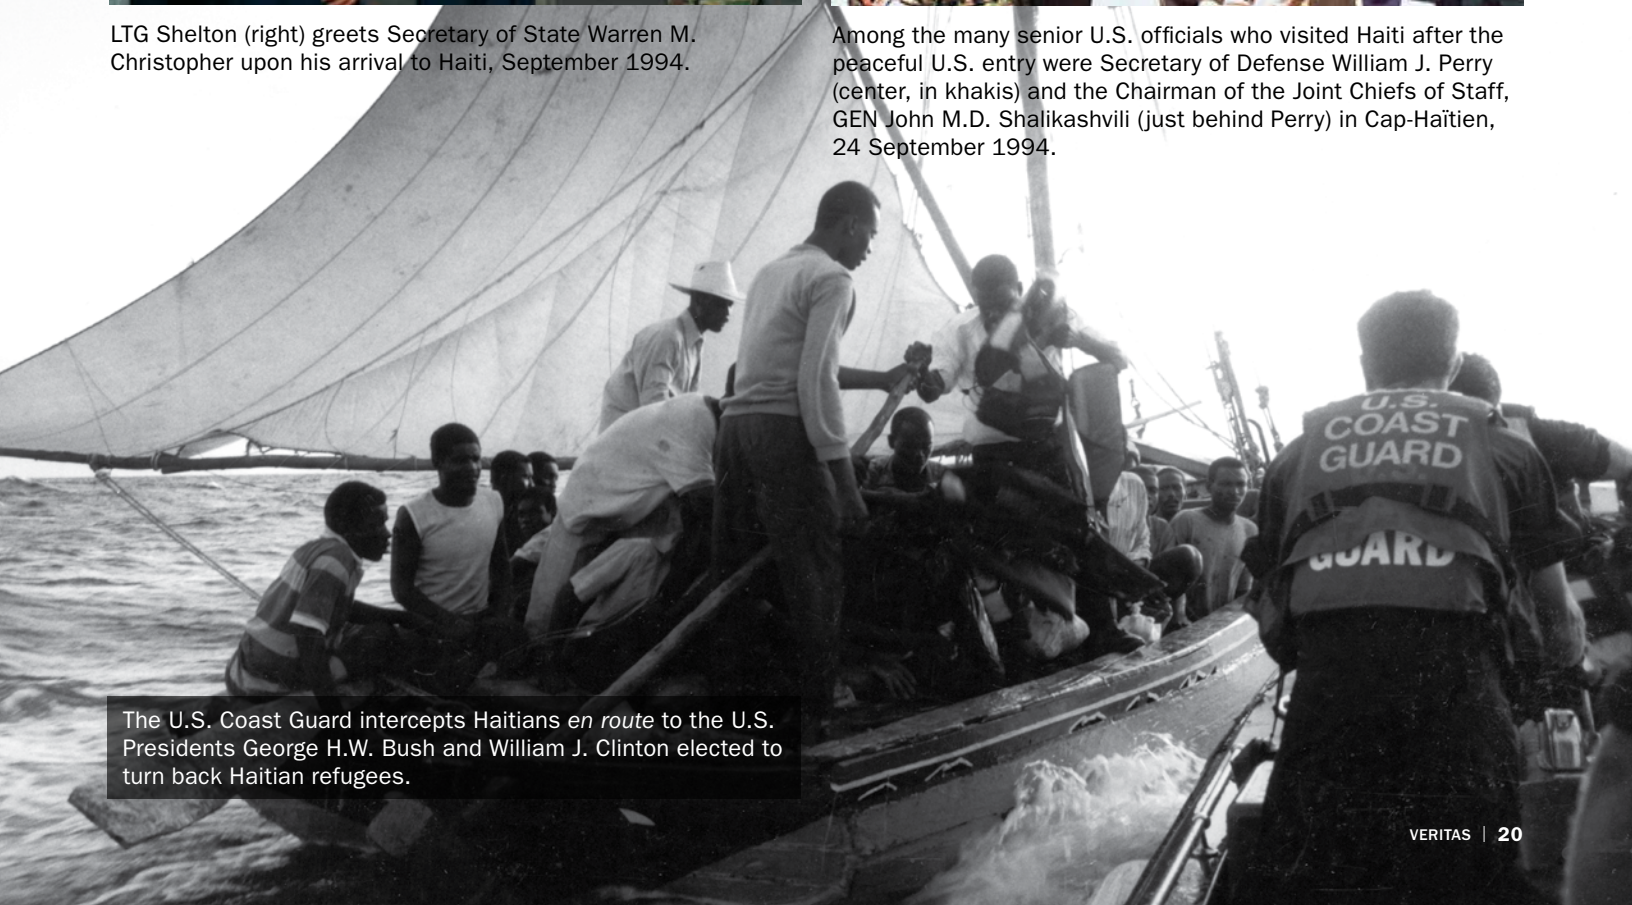 LTG Shelton (right) greets Secretary of State Warren M.
Christopher upon his arrival to Haiti, September 1994.
Among the many senior U.S. officials who visited Haiti after the
peaceful U.S. entry were Secretary of Defense William J. Perry
(center, in khakis) and the Chairman of the Joint Chiefs of Staff,
GEN John M.D. Shalikashvili (just behind Perry) in Cap-Haïtien,
24 September 1994.
U.S.
COAST
GUARD
GUARD
The U.S. Coast Guard intercepts Haitians en route to the U.S.
Presidents George H.W. Bush and William J. Clinton elected to
turn back Haitian refugees.
VERITAS | 20